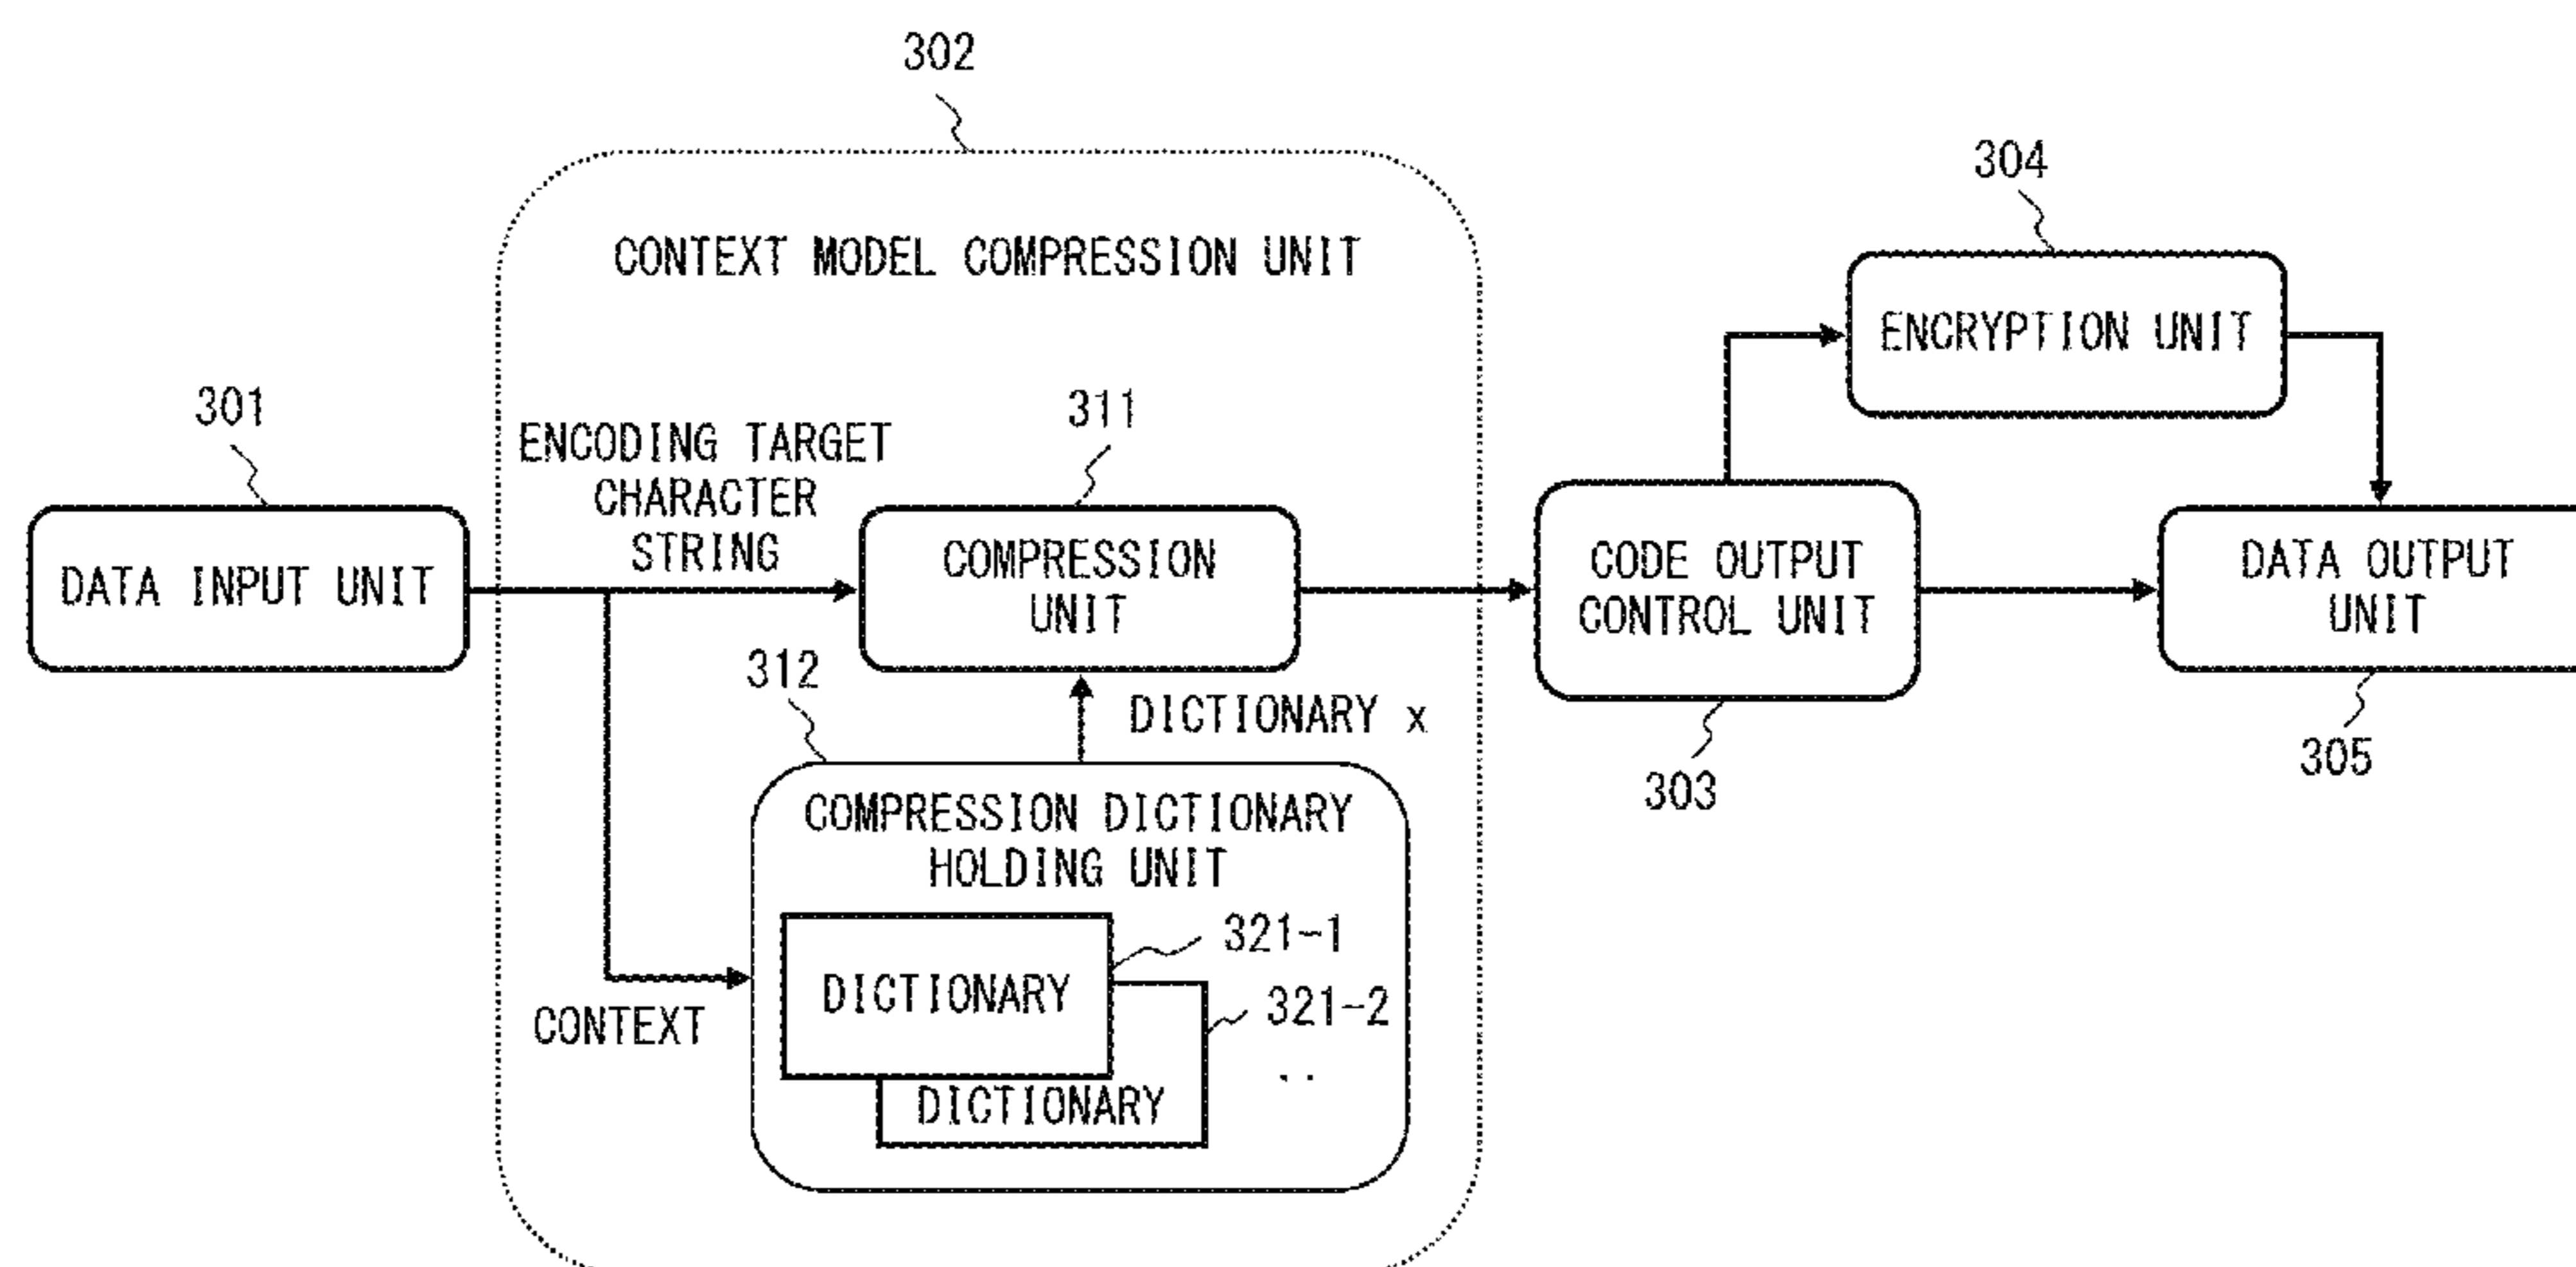 302
304
CONTEXT MODEL COMPRESSION UNIT
ENCRYPTION UNIT
301
311
ENCODING TARGET
CHARACTER
STRING
DATA INPUT UNIT
COMPRESSION
UNIT
CODE OUTPUT
CONTROL UNIT
DATA OUTPUT
UNIT
312
DICTIONARY x
303
305
COMPRESSION DICTIONARY
HOLDING UNIT
321-1
DICTIONARY
321-2
CONTEXT
..
DICTIONARY